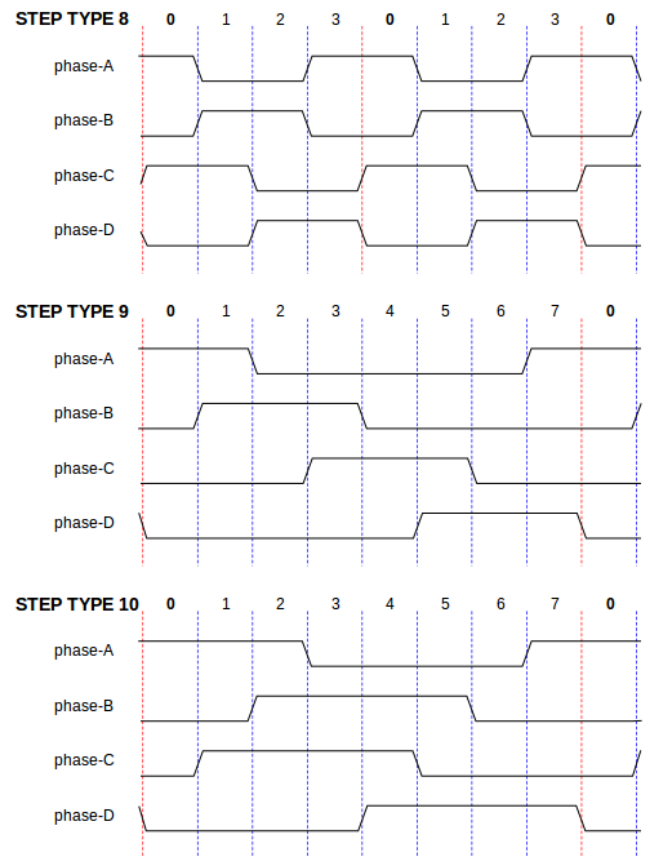 STEP TYPE 8 0 1 2 3 0 1 2 3 0
phase-A
phase-B
phase-C
phase-D
STEP TYPE 9 0 1 2 3 4 5 6 7 0
phase-A
phase-B
phase-C
phase-D
STEP TYPE 10 0 1 2 3 4 5 6 7 0
phase-A
phase-B
phase-C
phase-D